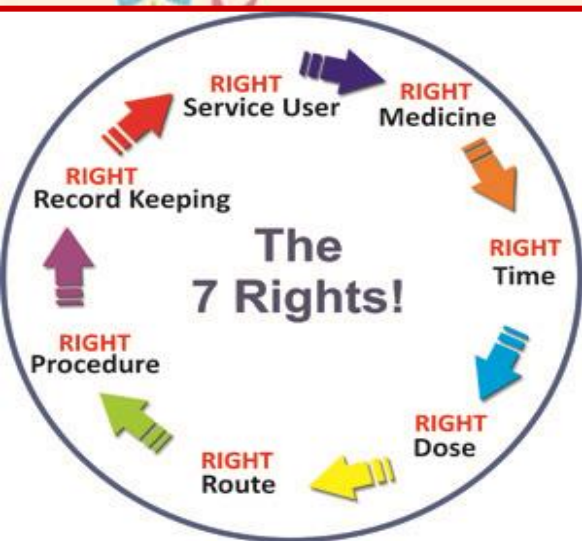 RIGHT
Service User
RIGHT
Medicine
RIGHT
Time
RIGHT
Dose
RIGHT
Route
RIGHT
Procedure
RIGHT
Record Keeping
The
7 Rights!